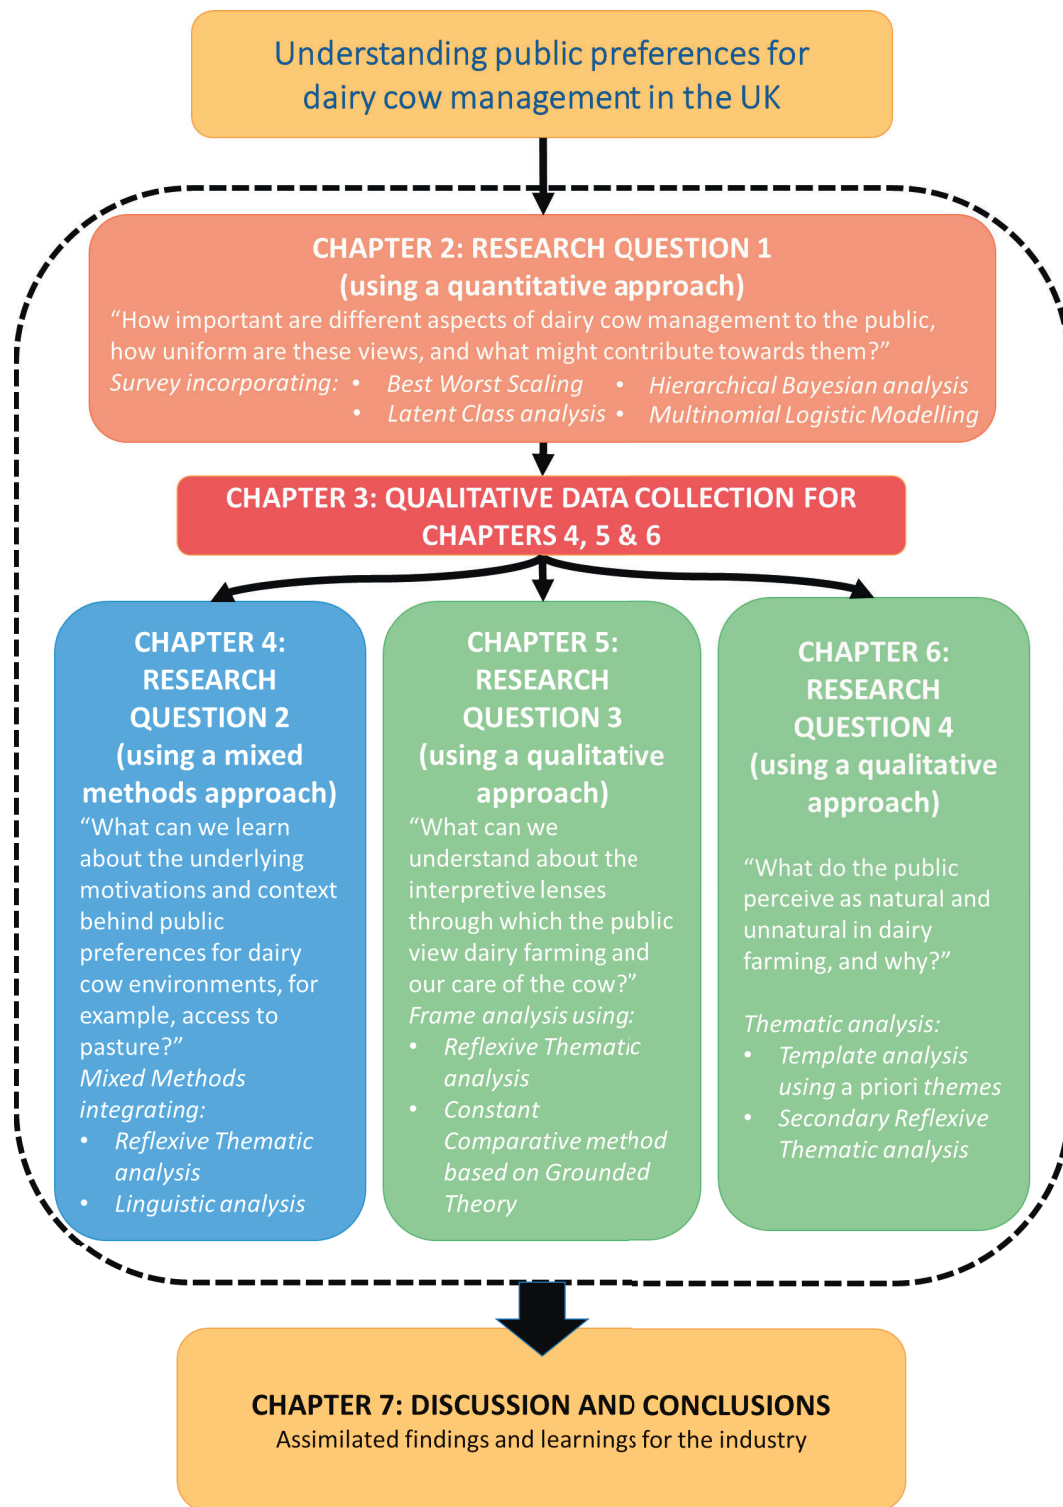 Understanding public preferences for
dairy cow management in the UK
CHAPTER 2: RESEARCH QUESTION 1
(using a quantitative approach)
“How important are different aspects of dairy cow management to the public,
how uniform are these views, and what might contribute towards them?”
Survey incorporating: • Best Worst Scaling • Hierarchical Bayesian analysis
• Latent Class analysis • Multinomial Logistic Modelling
CHAPTER 3: QUALITATIVE DATA COLLECTION FOR
CHAPTERS 4, 5 & 6
CHAPTER 4:
RESEARCH
QUESTION 2
(using a mixed
methods approach)
“What can we learn
about the underlying
motivations and context
behind public
preferences for dairy
cow environments, for
example, access to
pasture?”
Mixed Methods
integrating:
• Reflexive Thematic
analysis
• Linguistic analysis
CHAPTER 5:
RESEARCH
QUESTION 3
(using a qualitative
approach)
“What can we
understand about the
interpretive lenses
through which the public
view dairy farming and
our care of the cow?”
Frame analysis using:
• Reflexive Thematic
analysis
• Constant
Comparative method
based on Grounded
Theory
CHAPTER 6:
RESEARCH
QUESTION 4
(using a qualitative
approach)
“What do the public
perceive as natural and
unnatural in dairy
farming, and why?”
Thematic analysis:
• Template analysis
using a priori themes
• Secondary Reflexive
Thematic analysis
CHAPTER 7: DISCUSSION AND CONCLUSIONS
Assimilated findings and learnings for the industry